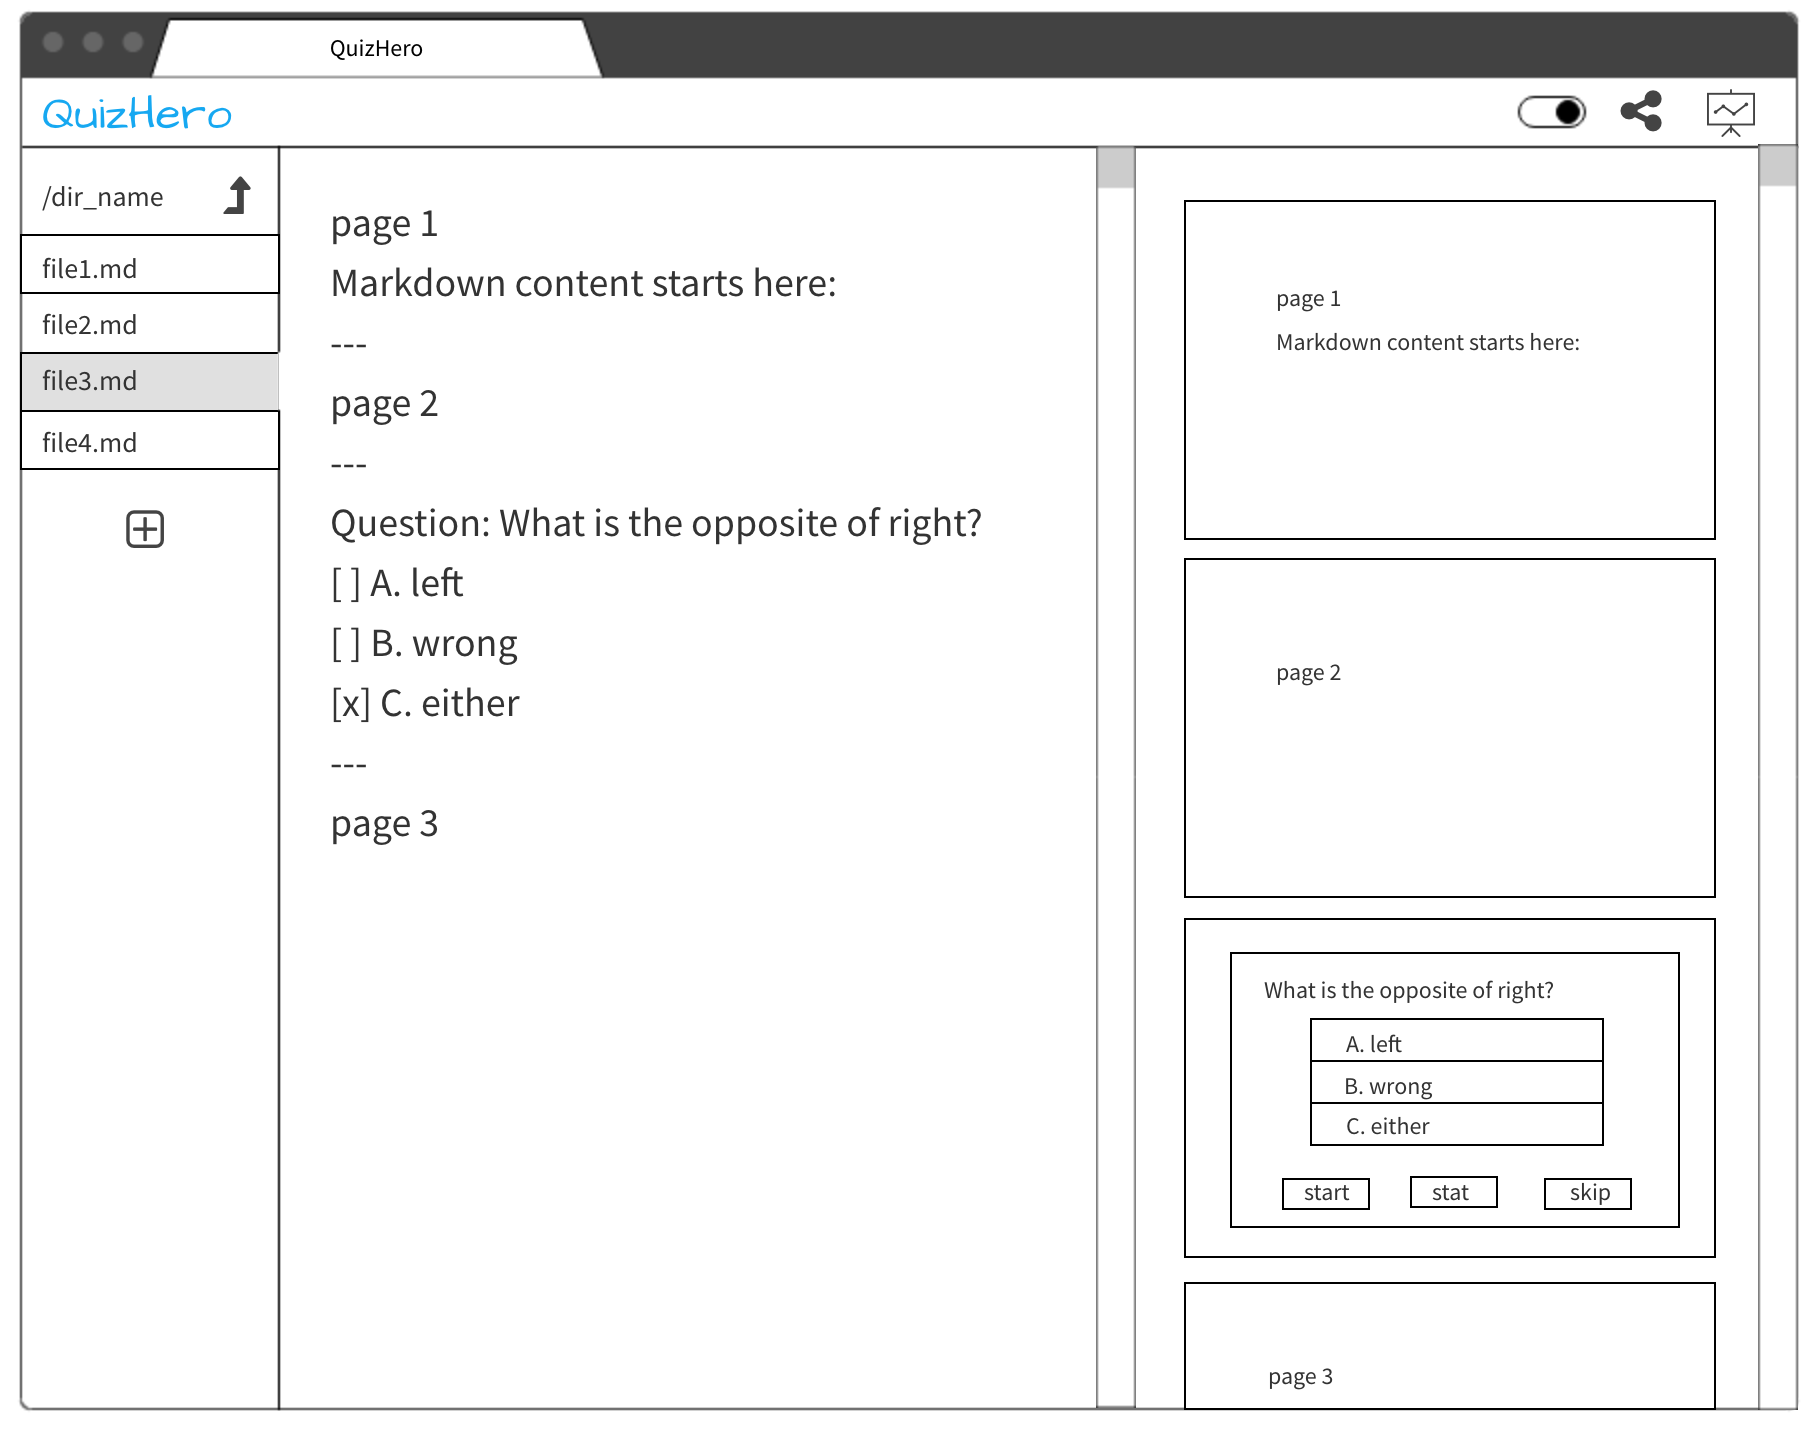 QuizHero
QuizHero
/dir_name
file1.md
file2.md
file3.md
file4.md
page 1
Markdown content starts here:
---
page 2
---
Question: What is the opposite of right?
[ ] A. left
[ ] B. wrong
[x] C. either
---
page 3
page 1
Markdown content starts here:
page 2
What is the opposite of right?
A. left
B. wrong
C. either
start stat skip
page 3